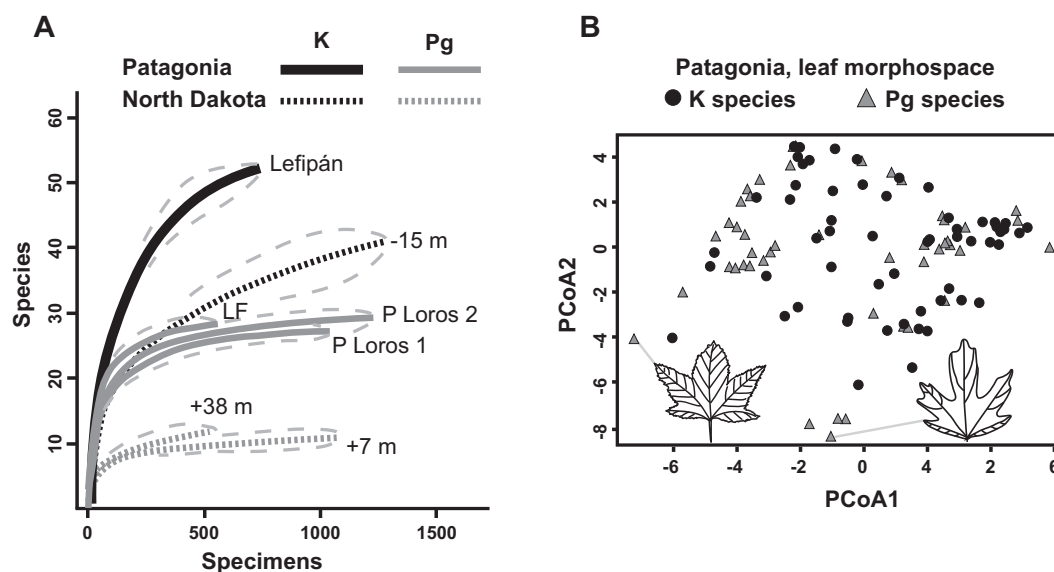 A
K Pg
Patagonia
North Dakota
60
50
40
30
20
10
Species
Lefipán
-15 m
LF
P Loros 2
P Loros 1
+38 m
+7 m
0 500 1000 1500
Specimens
B
Patagonia, leaf morphospace
K species Pg species
4
2
0
-2
-4
-6
-8
PCoA2
-6 -4 -2 0 4 2 6
PCoA1